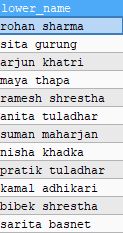 lower_name
rohan sharma
sita gurung
arjun khatri
maya thapa
ramesh shrestha
anita tuladhar
suman maharjan
nisha khadka
pratik tuladhar
kamal adhikari
bibek shrestha
sarita basnet